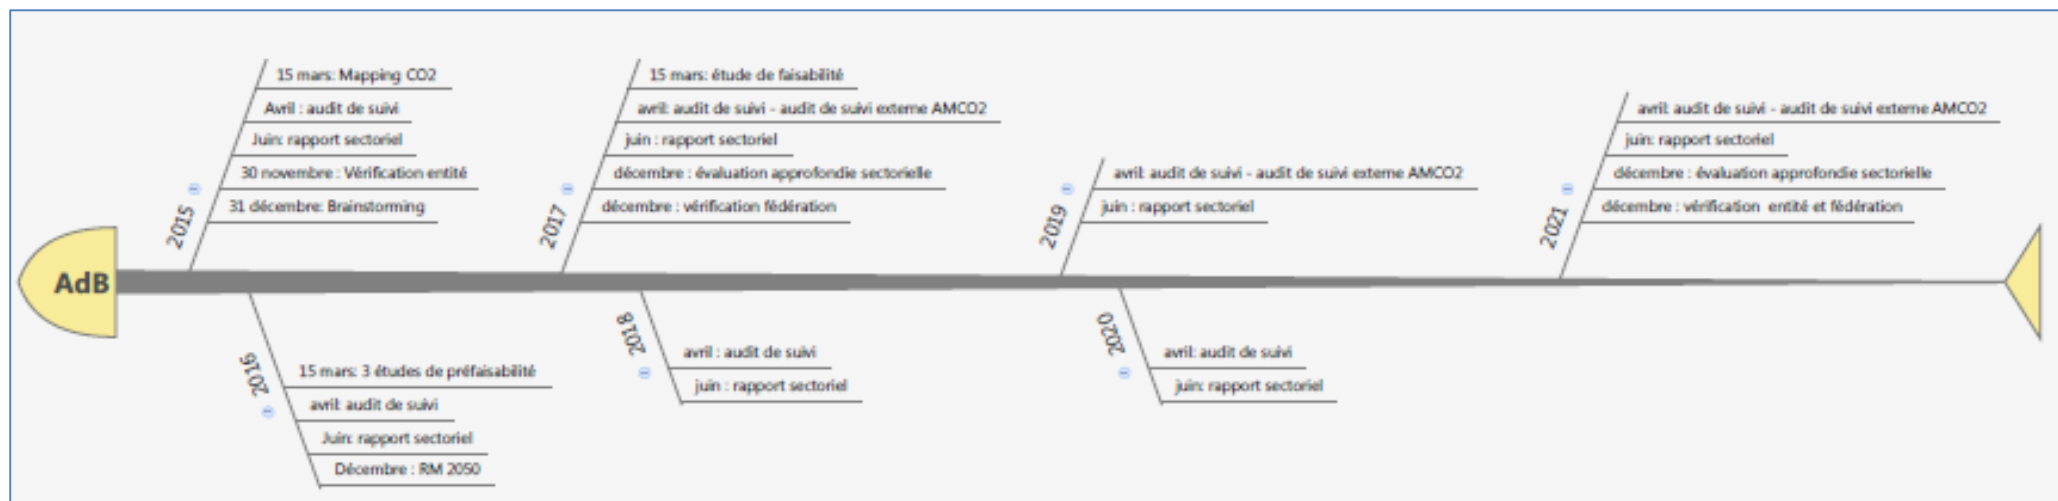 AdB
2015
15 mars: Mapping CO2
Avril : audit de suivi
Juin: rapport sectoriel
30 novembre : Vérification entité
31 décembre: Brainstorming
2016
15 mars: 3 études de préfaisabilité
avril: audit de suivi
Juin: rapport sectoriel
Décembre : RM 2050
2017
15 mars: étude de faisabilité
avril: audit de suivi - audit de suivi externe AMCO2
juin : rapport sectoriel
décembre : évaluation approfondie sectorielle
décembre : vérification fédération
2018
avril : audit de suivi
juin : rapport sectoriel
2019
avril: audit de suivi - audit de suivi externe AMCO2
juin : rapport sectoriel
2020
avril: audit de suivi
juin: rapport sectoriel
2021
avril: audit de suivi - audit de suivi externe AMCO2
juin: rapport sectoriel
décembre : évaluation approfondie sectorielle
décembre : vérification entité et fédération